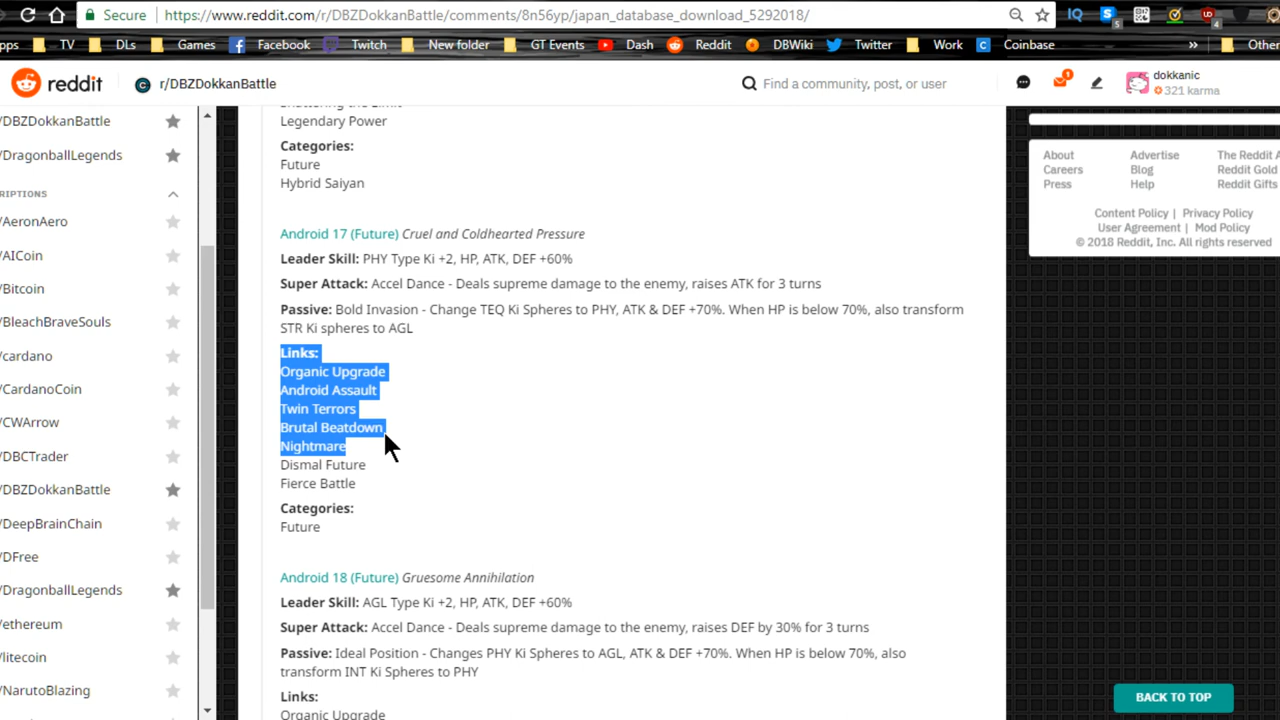 Secure https://www.reddit.com/r/DBZDokkanBattle/comments/8n56yp/japan_database_download_5292018/
IQ
5
UD
4
pps TV DLs Games Facebook Twitch New folder GT Events Dash Reddit DBWiki Twitter Work Coinbase » Other
reddit r/DBZDokkanBattle Find a community, post, or user 1 dokkanic
321 karma
/DBZDokkanBattle
/DragonballLegends
RIPTIONS
/AeronAero
/AICoin
/Bitcoin
/BleachBraveSouls
/cardano
/CardanoCoin
/CWArrow
/DBCTrader
/DBZDokkanBattle
/DeepBrainChain
/DFree
/DragonballLegends
/ethereum
/litecoin
/NarutoBlazing
Shattering the Limit
Legendary Power
Categories:
Future
Hybrid Saiyan
Android 17 (Future) Cruel and Coldhearted Pressure
Leader Skill: PHY Type Ki +2, HP, ATK, DEF +60%
Super Attack: Accel Dance - Deals supreme damage to the enemy, raises ATK for 3 turns
Passive: Bold Invasion - Change TEQ Ki Spheres to PHY, ATK & DEF +70%. When HP is below 70%, also transform
STR Ki spheres to AGL
Links:
Organic Upgrade
Android Assault
Twin Terrors
Brutal Beatdown
Nightmare
Dismal Future
Fierce Battle
Categories:
Future
Android 18 (Future) Gruesome Annihilation
Leader Skill: AGL Type Ki +2, HP, ATK, DEF +60%
Super Attack: Accel Dance - Deals supreme damage to the enemy, raises DEF by 30% for 3 turns
Passive: Ideal Position - Changes PHY Ki Spheres to AGL, ATK & DEF +70%. When HP is below 70%, also
transform INT Ki Spheres to PHY
Links:
Organic Upgrade
About Advertise The Reddit A
Careers Blog Reddit Gold
Press Help Reddit Gifts
Content Policy | Privacy Policy
User Agreement | Mod Policy
© 2018 Reddit, Inc. All rights reserved
BACK TO TOP